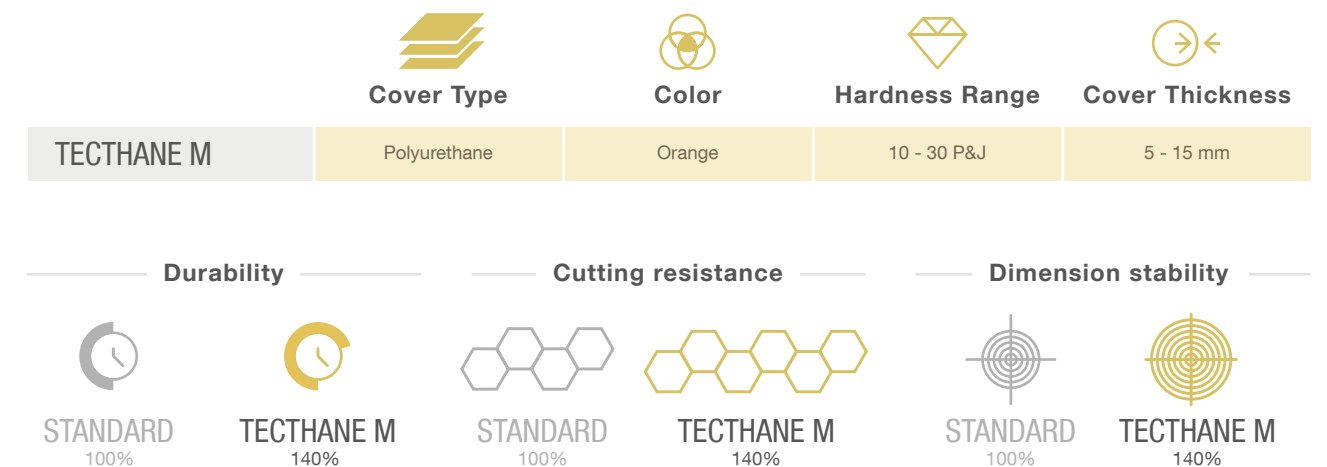 Cover Type Color Hardness Range Cover Thickness
TECTHANE M Polyurethane Orange 10 - 30 P&J 5 - 15 mm
Durability Cutting resistance Dimension stability
STANDARD TECTHANE M STANDARD TECTHANE M STANDARD TECTHANE M
100% 140% 100% 140% 100% 140%